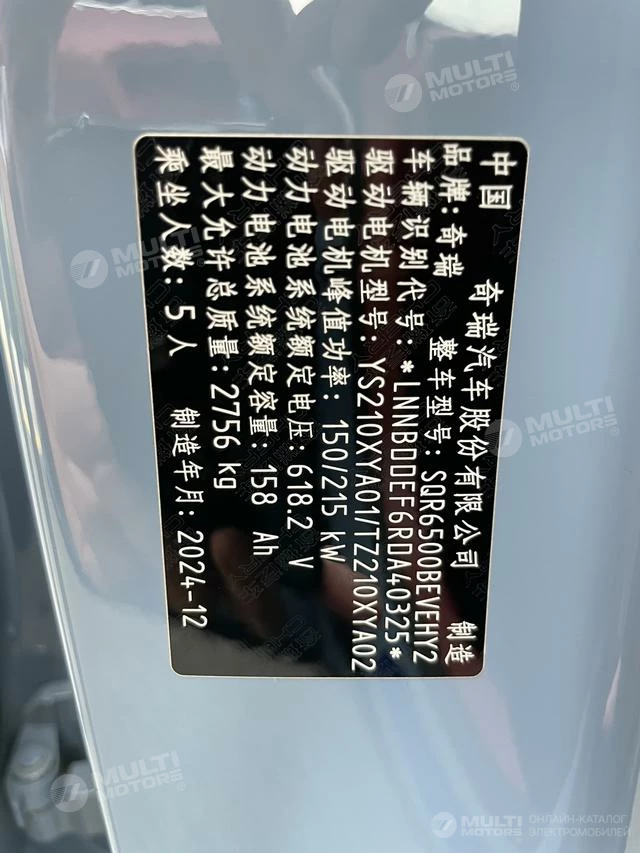 中国 奇瑞汽车股份有限公司 制造
品牌:奇瑞 整车型号:SQR6500BEVEHY2
车辆识别代号:*LNNBDDEF6RDA40325*
驱动电机型号:YS210XYA01/TZ210XYA02
驱动电机峰值功率:150/215 kW
动力电池系统额定电压:618.2 V
动力电池系统额定容量:158 Ah
最大允许总质量:2756 kg
乘坐人数:5人 制造年月:2024-12
MULTI MOTORS®
MULTI MOTORS®
MULTI MOTORS®
MULTI MOTORS®
MULTI MOTORS®
ОНЛАЙН-КАТАЛОГ
ЭЛЕКТРОМОБИЛЕЙ